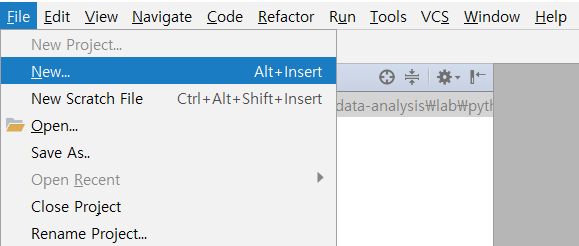 File Edit View Navigate Code Refactor Run Tools VCS Window Help
New Project...
New... Alt+Insert
New Scratch File Ctrl+Alt+Shift+Insert
data-analysis₩lab₩pyth
Open...
Save As..
Open Recent
Close Project
Rename Project...